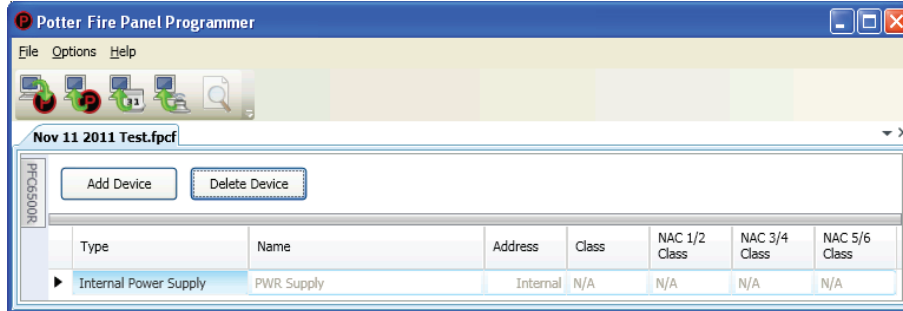 Potter Fire Panel Programmer
File Options Help
Nov 11 2011 Test.fpcf
PFC6500R
Add Device Delete Device
Type Name Address Class NAC 1/2 Class NAC 3/4 Class NAC 5/6 Class
Internal Power Supply PWR Supply Internal N/A N/A N/A N/A